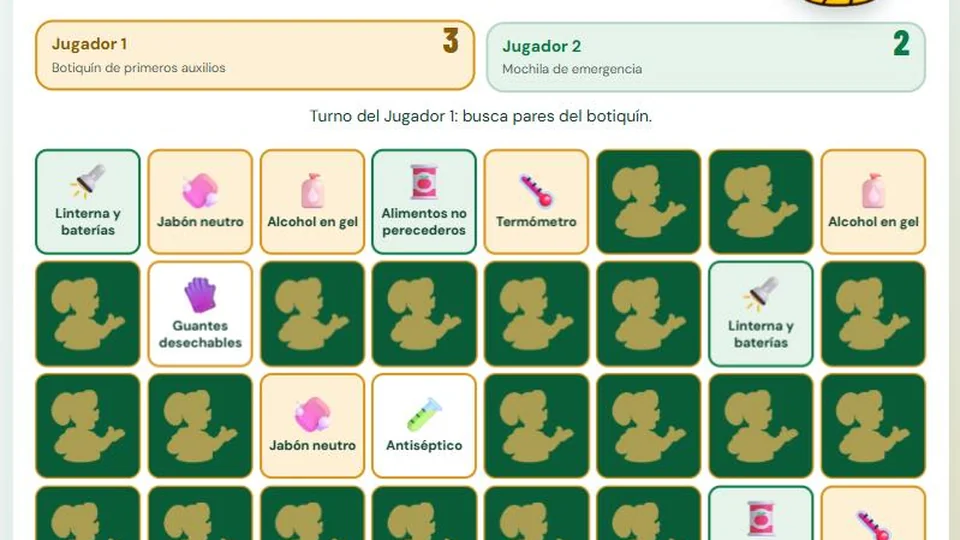 Jugador 1
3
Botiquín de primeros auxilios
Jugador 2
2
Mochila de emergencia
Turno del Jugador 1: busca pares del botiquín.
Linterna y
baterías
Jabón neutro
Alcohol en gel
Alimentos no
perecederos
Termómetro
Alcohol en gel
Guantes
desechables
Linterna y
baterías
Jabón neutro
Antiséptico